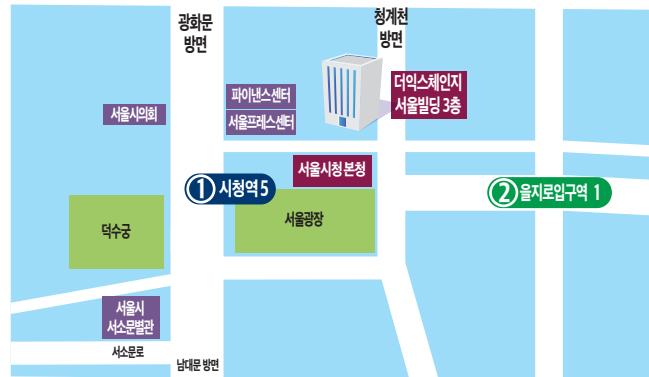 광화문
방면
청계천
방면
파이낸스센터
서울프레스센터
더익스체인지
서울빌딩 3층
서울시의회
서울시청 본청
1 시청역 5
2 을지로입구역 1
덕수궁
서울광장
서울시
서소문별관
서소문로
남대문 방면